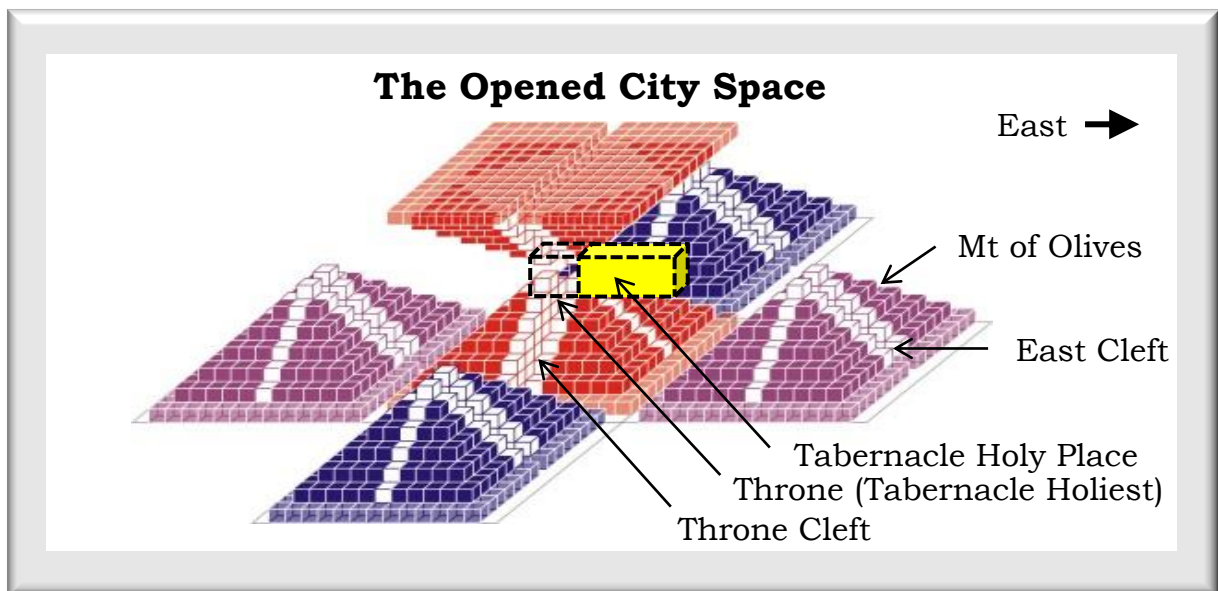 The Opened City Space
East
Mt of Olives
East Cleft
Tabernacle Holy Place
Throne (Tabernacle Holiest)
Throne Cleft